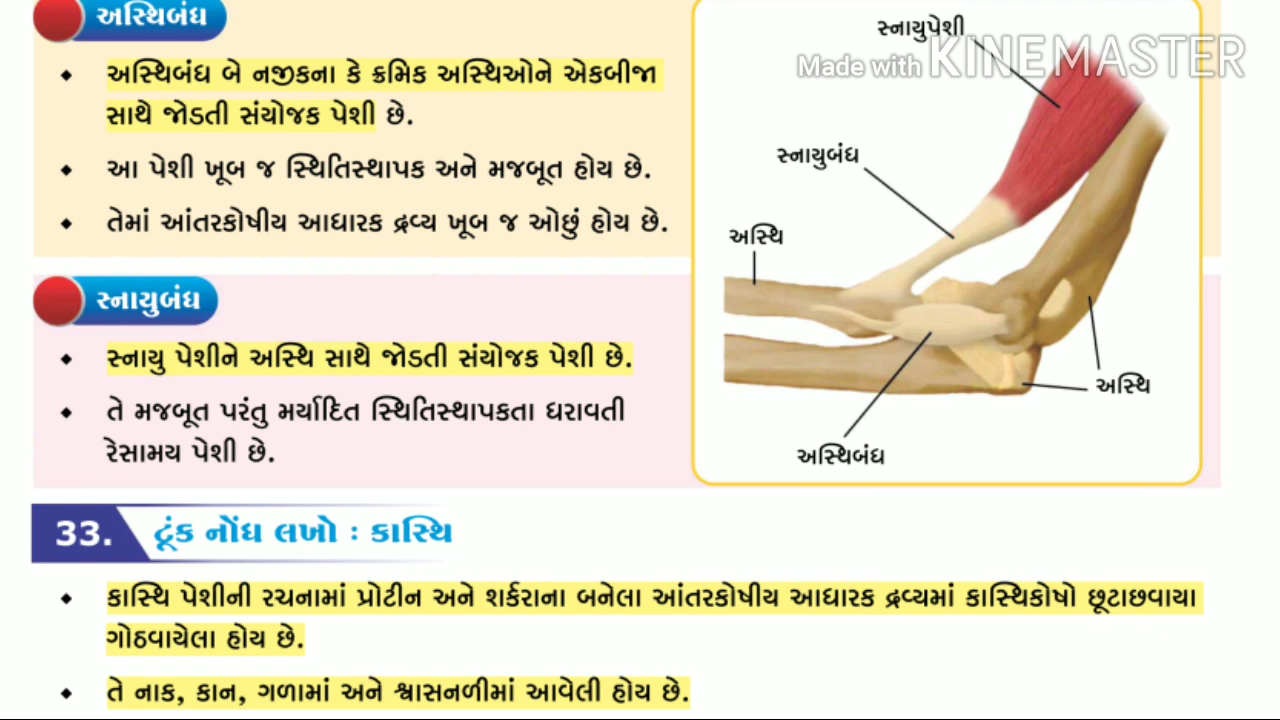 અસ્થિબંધ
અસ્થિબંધ બે નજીકના કે ક્રમિક અસ્થિઓને એકબીજા
સાથે જોડતી સંયોજક પેશી છે.
આ પેશી ખૂબ જ સ્થિતિસ્થાપક અને મજબૂત હોય છે.
તેમાં આંતરકોષીય આધારક દ્રવ્ય ખૂબ જ ઓછું હોય છે.
સ્નાયુબંધ
સ્નાયુ પેશીને અસ્થિ સાથે જોડતી સંયોજક પેશી છે.
તે મજબૂત પરંતુ મર્યાદિત સ્થિતિસ્થાપકતા ધરાવતી
રેસામય પેશી છે.
સ્નાયુપેશી
Made with KINEMASTER
સ્નાયુબંધ
અસ્થિ
અસ્થિ
અસ્થિબંધ
33. ટૂંક નોંધ લખો : કાસ્થિ
કાસ્થિ પેશીની રચનામાં પ્રોટીન અને શર્કરાના બનેલા આંતરકોષીય આધારક દ્રવ્યમાં કાસ્થિકોષો છૂટાછવાયા
ગોઠવાયેલા હોય છે.
તે નાક, કાન, ગળામાં અને શ્વાસનળીમાં આવેલી હોય છે.